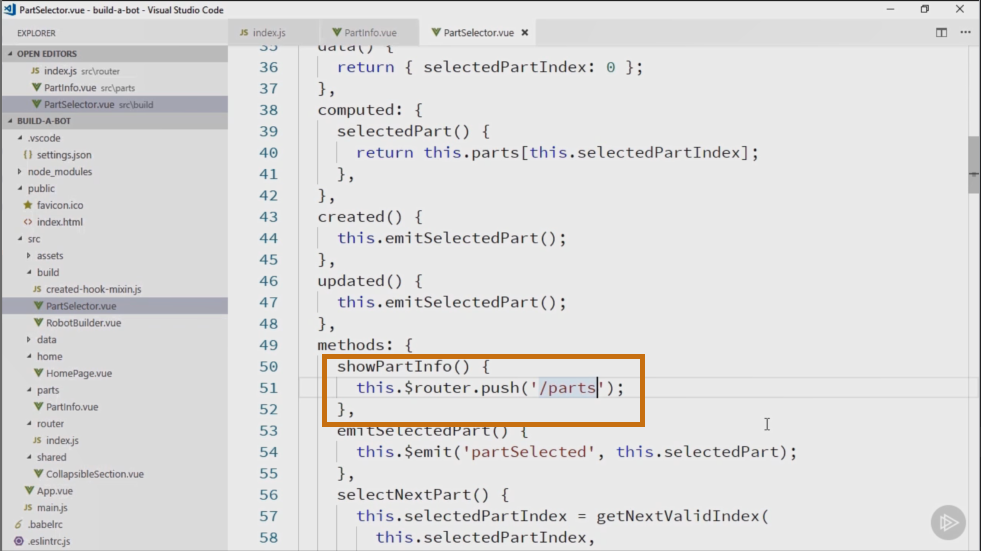 PartSelector.vue - build-a-bot - Visual Studio Code
EXPLORER
OPEN EDITORS
JS index.js src\router
PartInfo.vue src\parts
PartSelector.vue src\build
BUILD-A-BOT
.vscode
{} settings.json
node_modules
public
favicon.ico
<> index.html
src
assets
build
JS created-hook-mixin.js
PartSelector.vue
RobotBuilder.vue
data
home
HomePage.vue
parts
PartInfo.vue
router
JS index.js
shared
CollapsibleSection.vue
App.vue
JS main.js
.babelrc
.eslintrc.js
JS index.js
PartInfo.vue
PartSelector.vue ×
35 data() {
36 return { selectedPartIndex: 0 };
37 },
38 computed: {
39 selectedPart() {
40 return this.parts[this.selectedPartIndex];
41 },
42 },
43 created() {
44 this.emitSelectedPart();
45 },
46 updated() {
47 this.emitSelectedPart();
48 },
49 methods: {
50 showPartInfo() {
51 this.$router.push('/parts');
52 },
53 emitSelectedPart() {
54 this.$emit('partSelected', this.selectedPart);
55 },
56 selectNextPart() {
57 this.selectedPartIndex = getNextValidIndex(
58 this.selectedPartIndex,